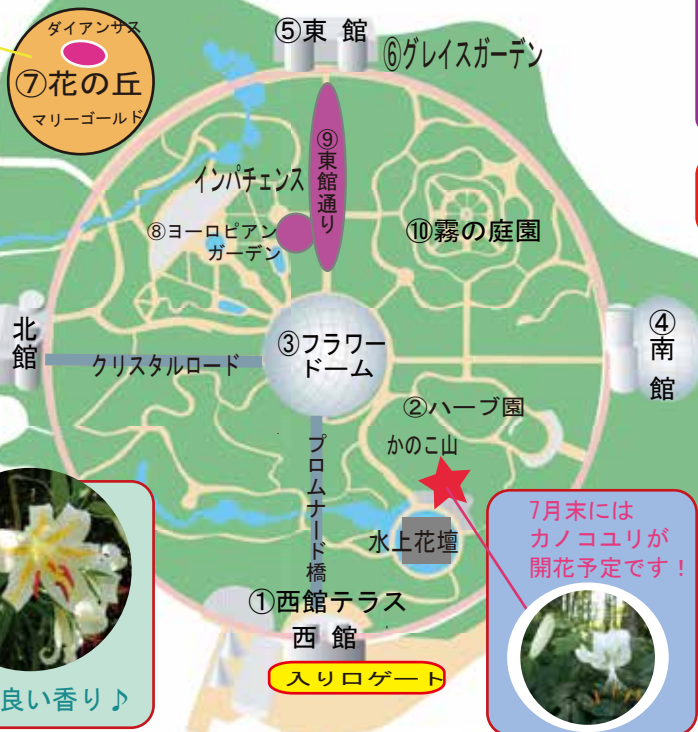 ダイアンサス
⑦花の丘
マリーゴールド
⑤東 館
⑥グレイスガーデン
⑨東館通り
インパチェンス
⑧ヨーロピアン
ガーデン
⑩霧の庭園
北館
クリスタルロード
③フラワー
ドーム
④南館
②ハーブ園
かのこ山
プロムナード橋
水上花壇
①西館テラス
西 館
入り口ゲート
7月末には
カノコユリが
開花予定です！
良い香り♪